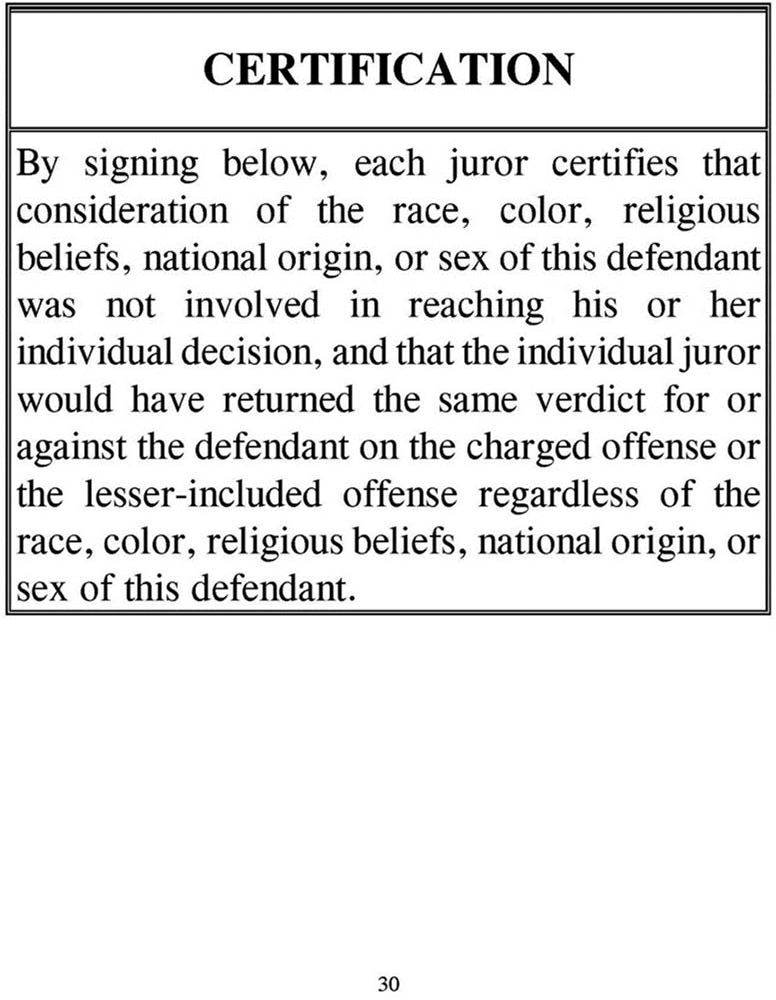 CERTIFICATION
By signing below, each juror certifies that
consideration of the race, color, religious
beliefs, national origin, or sex of this defendant
was not involved in reaching his or her
individual decision, and that the individual juror
would have returned the same verdict for or
against the defendant on the charged offense or
the lesser-included offense regardless of the
race, color, religious beliefs, national origin, or
sex of this defendant.
30